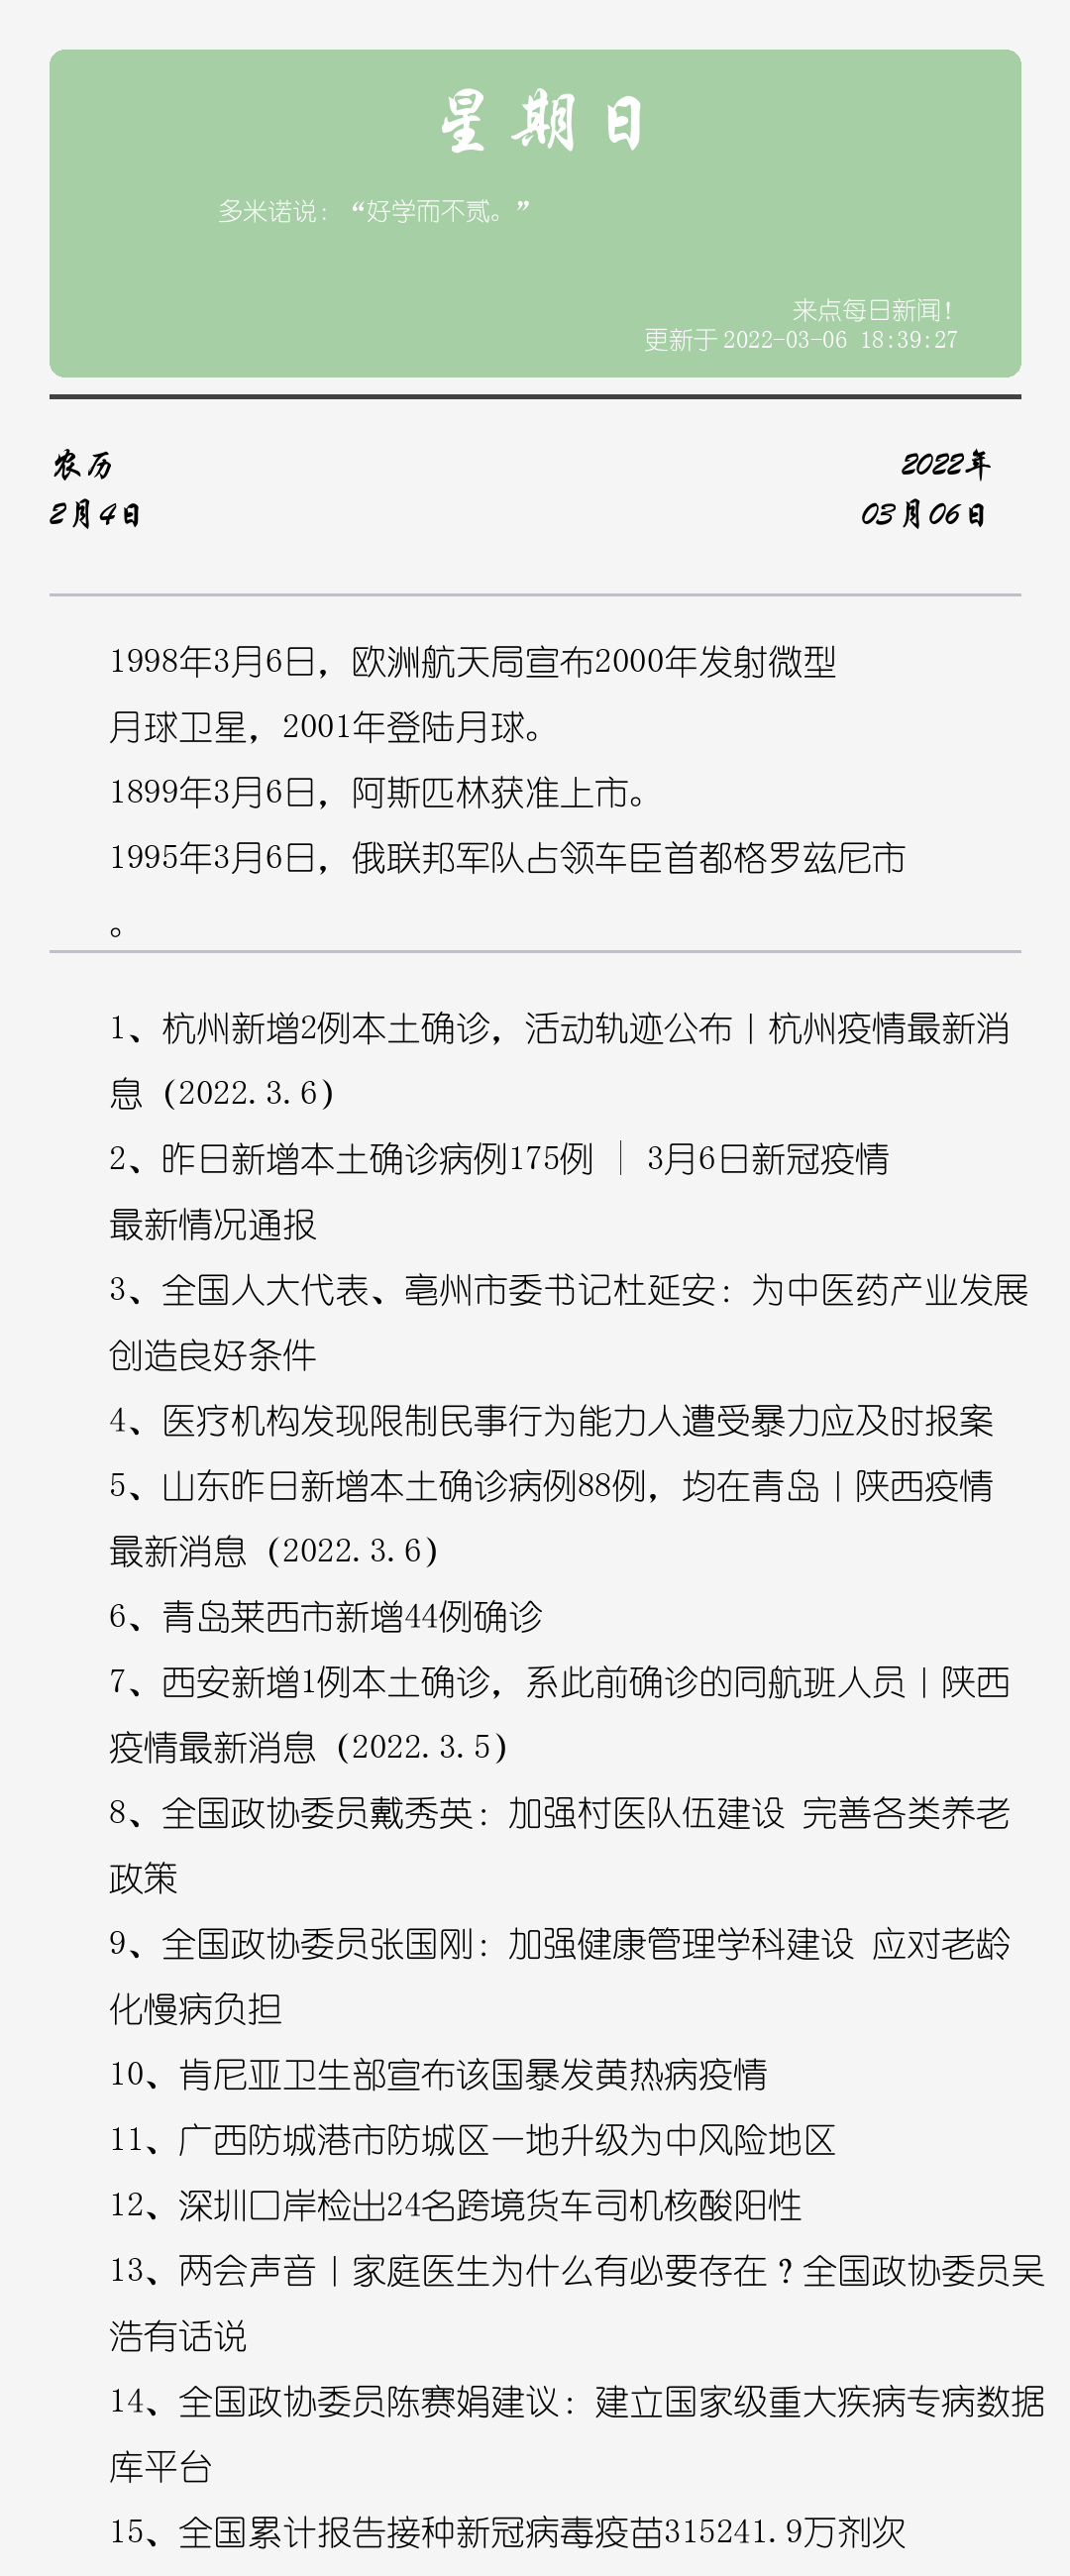 星期日
多米诺说：“好学而不贰。”
来点每日新闻！
更新于 2022-03-06 18:39:27
农历
2022年
2月4日
03月06日
1998年3月6日，欧洲航天局宣布2000年发射微型
月球卫星，2001年登陆月球。
1899年3月6日，阿斯匹林获准上市。
1995年3月6日，俄联邦军队占领车臣首都格罗兹尼市
。
1、杭州新增2例本土确诊，活动轨迹公布丨杭州疫情最新消
息（2022.3.6）
2、昨日新增本土确诊病例175例 │ 3月6日新冠疫情
最新情况通报
3、全国人大代表、亳州市委书记杜延安：为中医药产业发展
创造良好条件
4、医疗机构发现限制民事行为能力人遭受暴力应及时报案
5、山东昨日新增本土确诊病例88例，均在青岛丨陕西疫情
最新消息（2022.3.6）
6、青岛莱西市新增44例确诊
7、西安新增1例本土确诊，系此前确诊的同航班人员丨陕西
疫情最新消息（2022.3.5）
8、全国政协委员戴秀英：加强村医队伍建设 完善各类养老
政策
9、全国政协委员张国刚：加强健康管理学科建设 应对老龄
化慢病负担
10、肯尼亚卫生部宣布该国暴发黄热病疫情
11、广西防城港市防城区一地升级为中风险地区
12、深圳口岸检出24名跨境货车司机核酸阳性
13、两会声音丨家庭医生为什么有必要存在？全国政协委员吴
浩有话说
14、全国政协委员陈赛娟建议：建立国家级重大疾病专病数据
库平台
15、全国累计报告接种新冠病毒疫苗315241.9万剂次